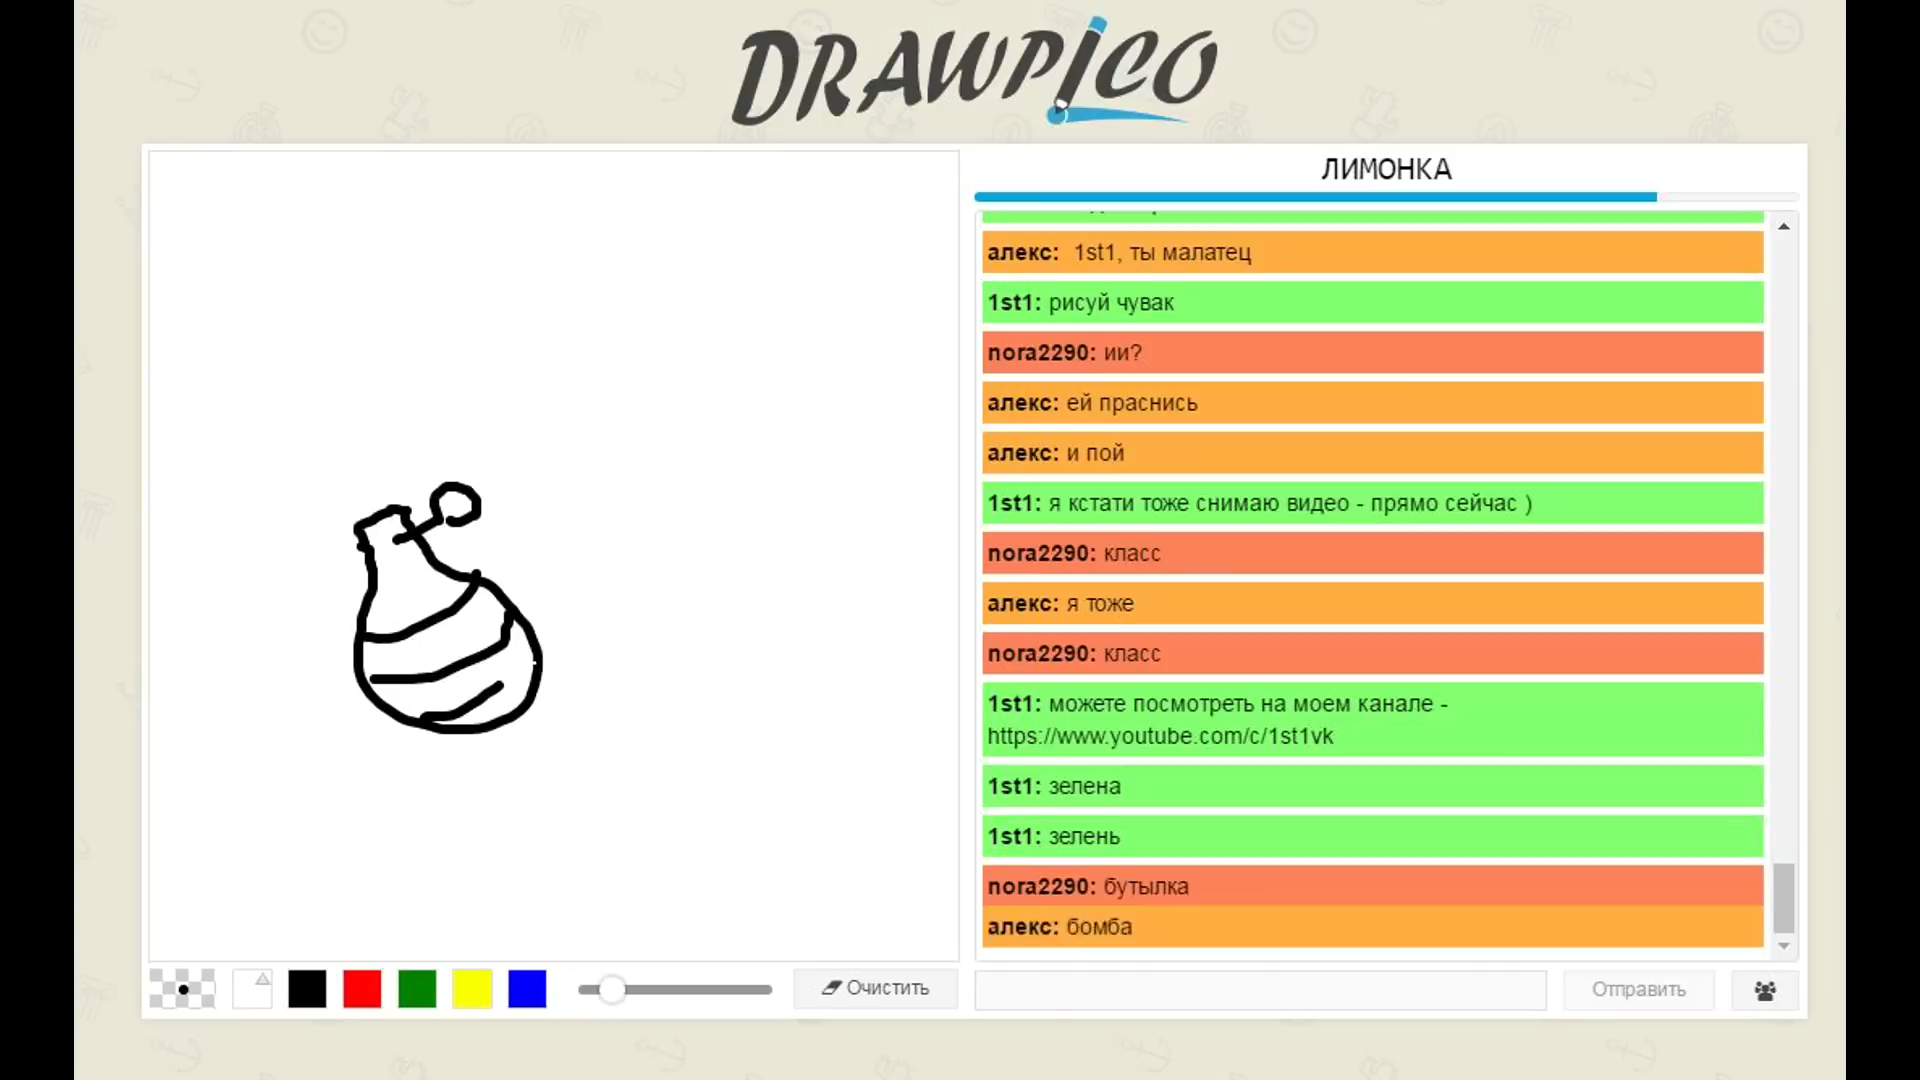 DRAWPICO
ЛИМОНКА
алекс: 1st1, ты малатец
1st1: рисуй чувак
nora2290: ии?
алекс: ей праснись
алекс: и пой
1st1: я кстати тоже снимаю видео - прямо сейчас )
nora2290: класс
алекс: я тоже
nora2290: класс
1st1: можете посмотреть на моем канале -
https://www.youtube.com/c/1st1vk
1st1: зелена
1st1: зелень
nora2290: бутылка
алекс: бомба
Очистить
Отправить